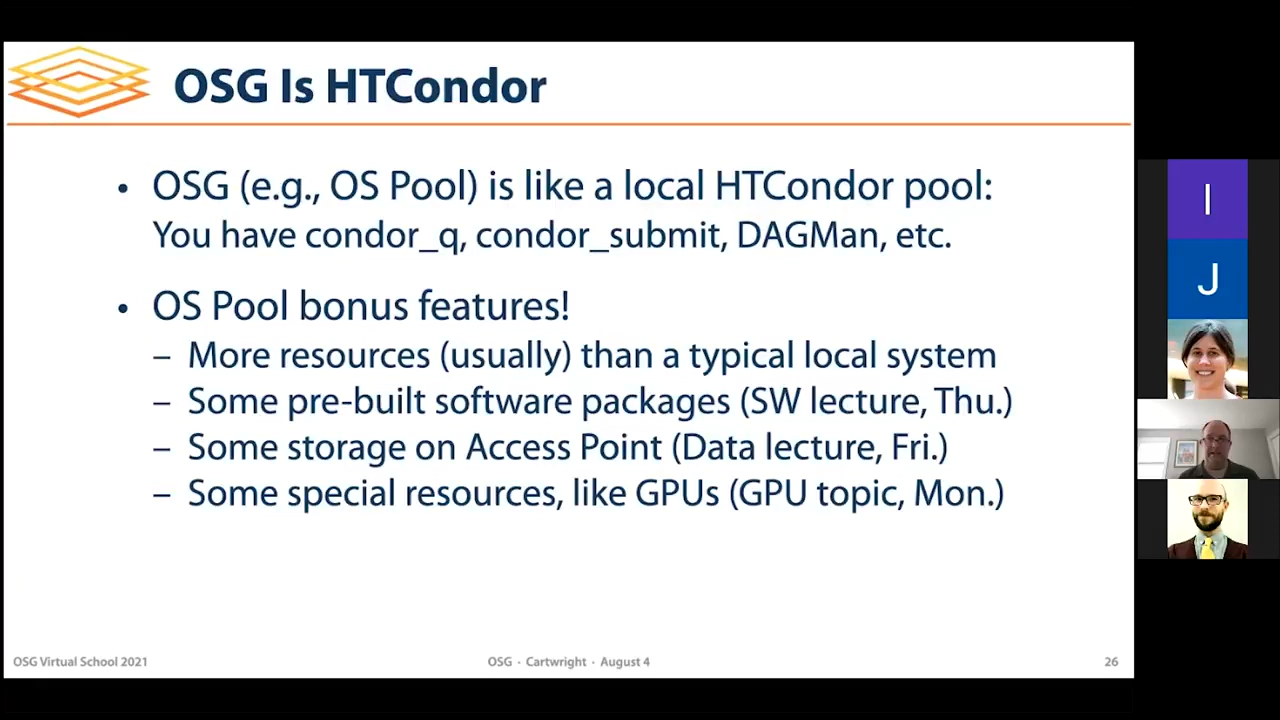 OSG Is HTCondor
• OSG (e.g., OS Pool) is like a local HTCondor pool:
You have condor_q, condor_submit, DAGMan, etc.
• OS Pool bonus features!
– More resources (usually) than a typical local system
– Some pre-built software packages (SW lecture, Thu.)
– Some storage on Access Point (Data lecture, Fri.)
– Some special resources, like GPUs (GPU topic, Mon.)
OSG Virtual School 2021
OSG · Cartwright · August 4
26
I
J